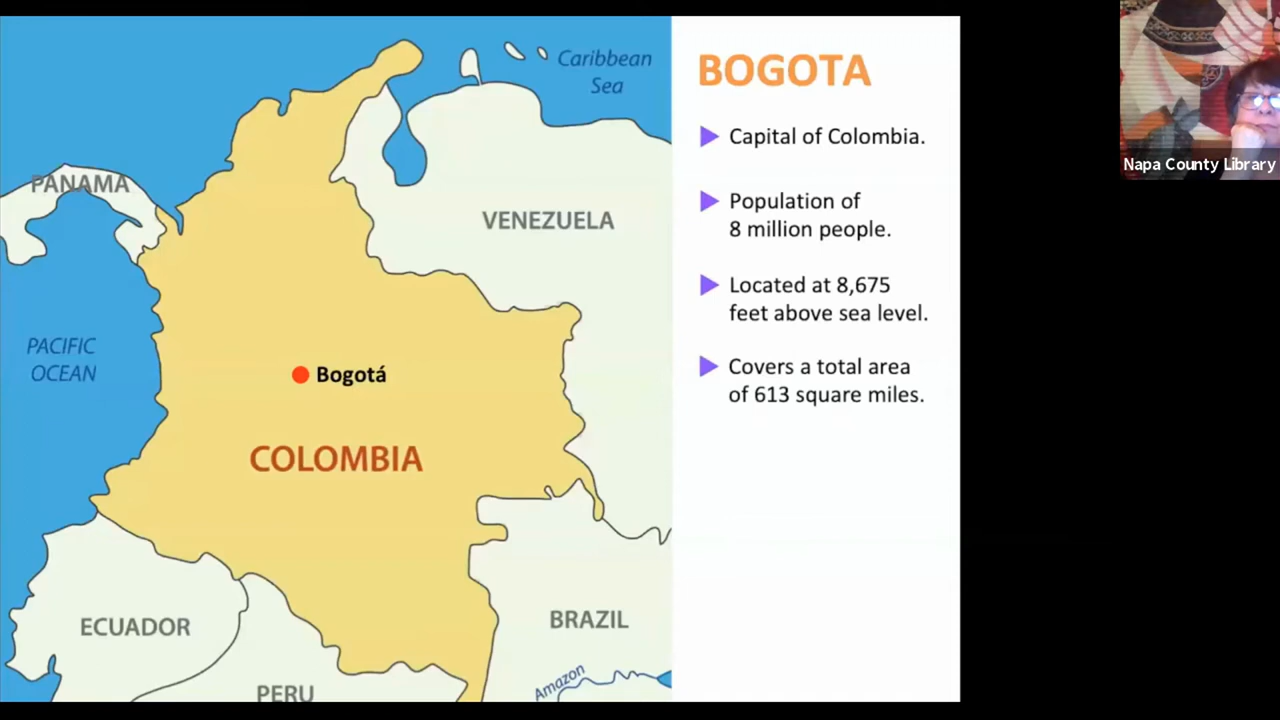 Caribbean
Sea
PANAMA
VENEZUELA
PACIFIC
OCEAN
Bogotá
COLOMBIA
ECUADOR
BRAZIL
PERU
Amazon
BOGOTA
Capital of Colombia.
Population of
8 million people.
Located at 8,675
feet above sea level.
Covers a total area
of 613 square miles.
Napa County Library